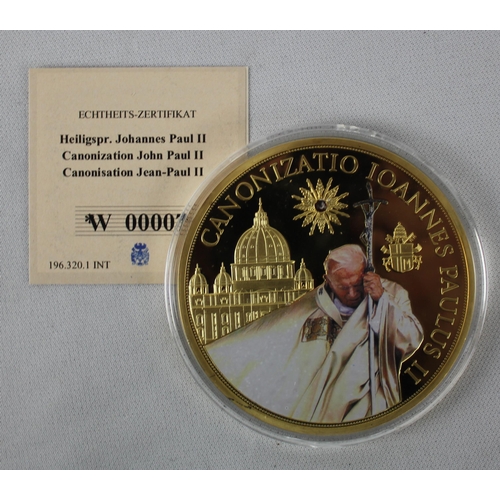 ECHTHEITS-ZERTIFIKAT
Heiligspr. Johannes Paul II
Canonization John Paul II
Canonisation Jean-Paul II
*W 0000
196.320.1 INT
CANONIZATIO IOANNES PAULUS II